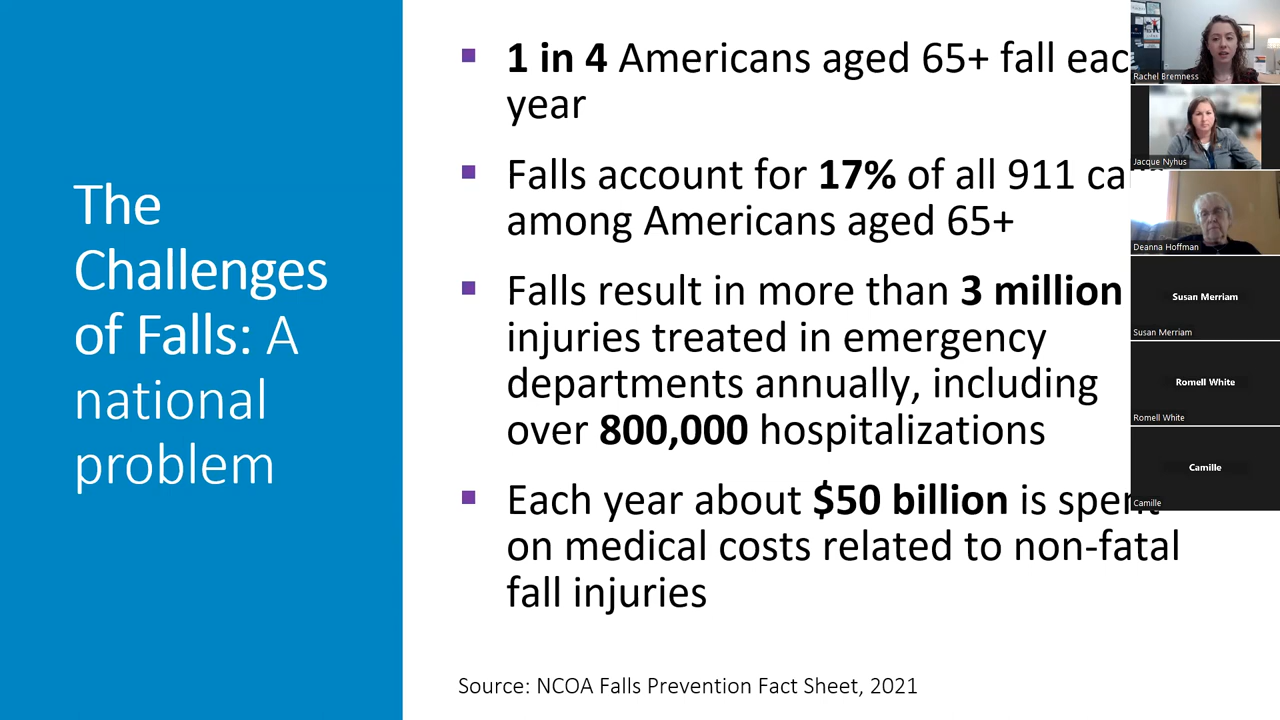 The
Challenges
of Falls: A
national
problem
1 in 4 Americans aged 65+ fall eac
year
Falls account for 17% of all 911 ca
among Americans aged 65+
Falls result in more than 3 million
injuries treated in emergency
departments annually, including
over 800,000 hospitalizations
Each year about $50 billion is spent
on medical costs related to non-fatal
fall injuries
Source: NCOA Falls Prevention Fact Sheet, 2021
Rachel Bremness
Jacque Nyhus
Deanna Hoffman
Susan Merriam
Susan Merriam
Romell White
Romell White
Camille
Camille